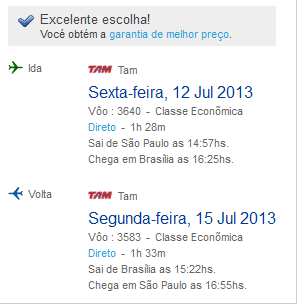 Excelente escolha!
Você obtém a garantia de melhor preço.
Ida TAM Tam
Sexta-feira, 12 Jul 2013
Vôo : 3640 - Classe Econômica
Direto - 1h 28m
Sai de São Paulo as 14:57hs.
Chega em Brasília as 16:25hs.
Volta TAM Tam
Segunda-feira, 15 Jul 2013
Vôo : 3583 - Classe Econômica
Direto - 1h 33m
Sai de Brasília as 15:22hs.
Chega em São Paulo as 16:55hs.